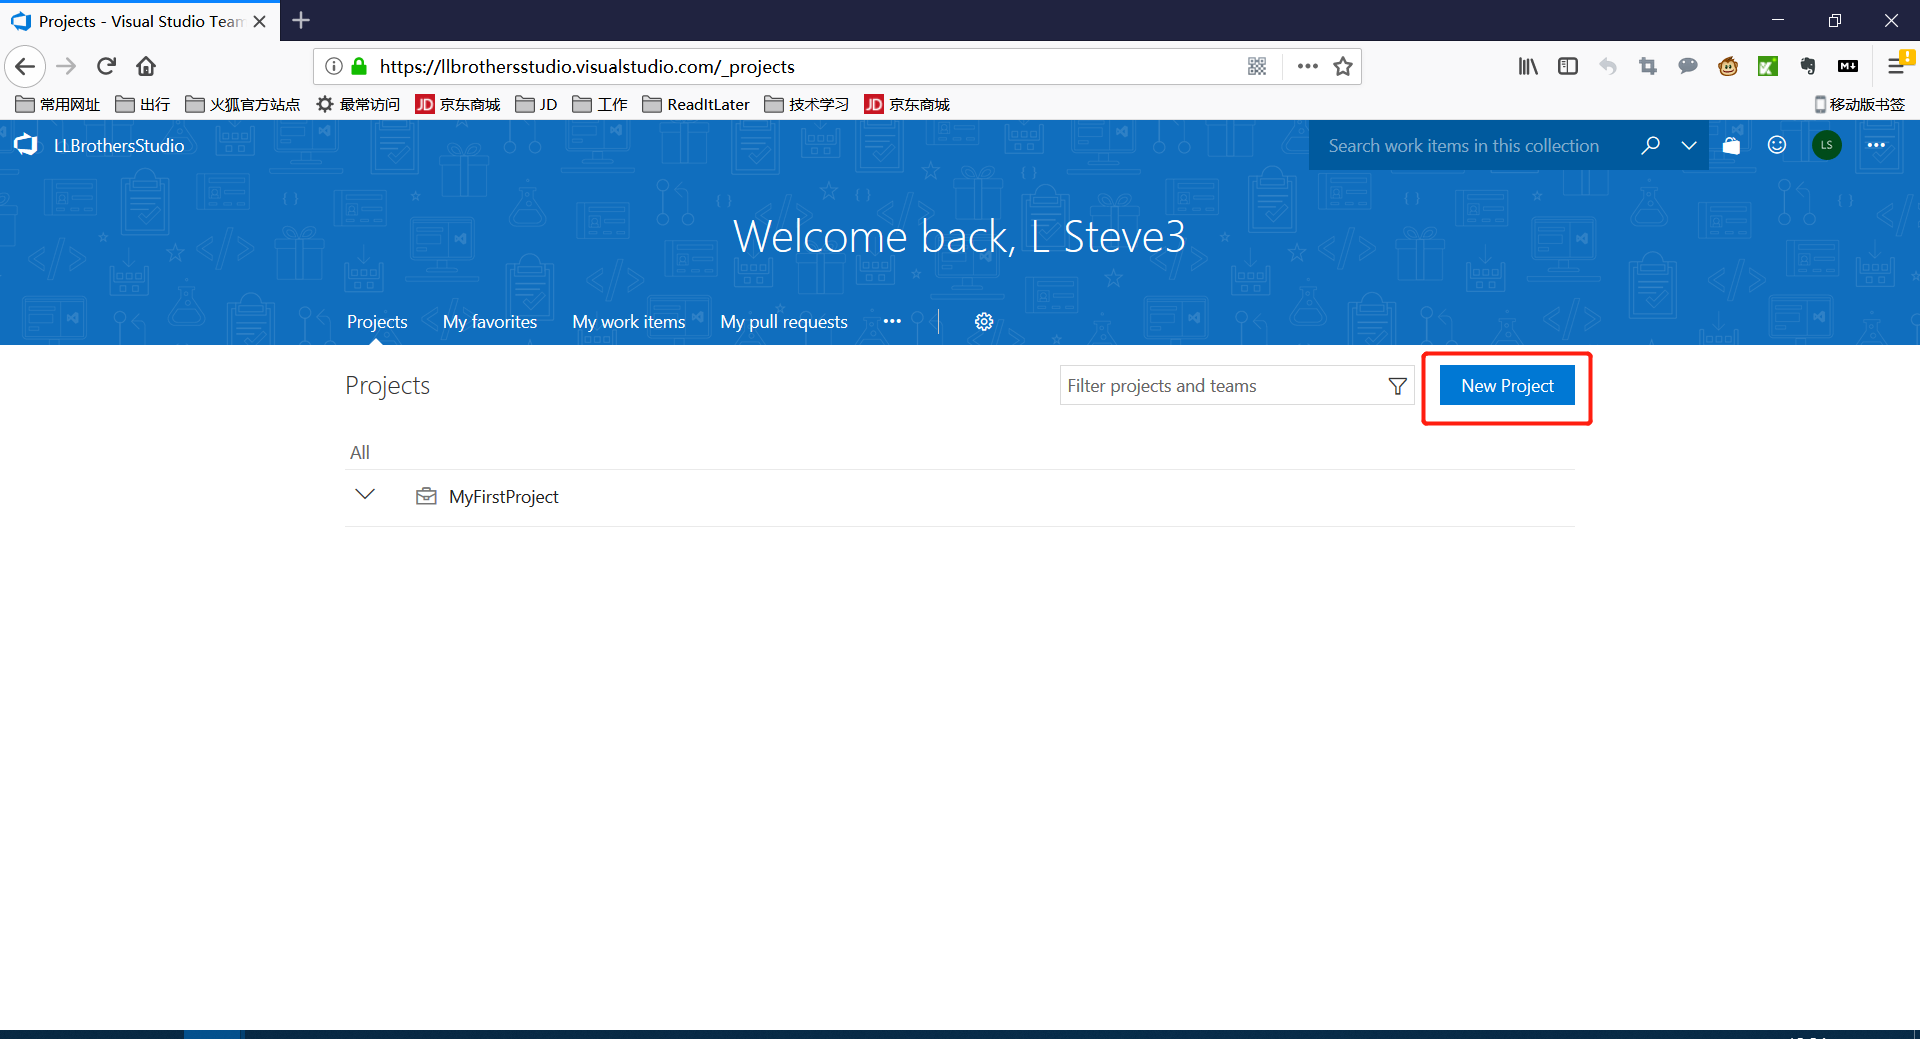 Projects - Visual Studio Team
https://llbrothersstudio.visualstudio.com/_projects
常用网址 出行 火狐官方站点 最常访问 JD 京东商城 JD 工作 ReadItLater 技术学习 JD 京东商城 移动版书签
LLBrothersStudio Search work items in this collection LS
Welcome back, L Steve3
Projects My favorites My work items My pull requests
Projects Filter projects and teams New Project
All
MyFirstProject